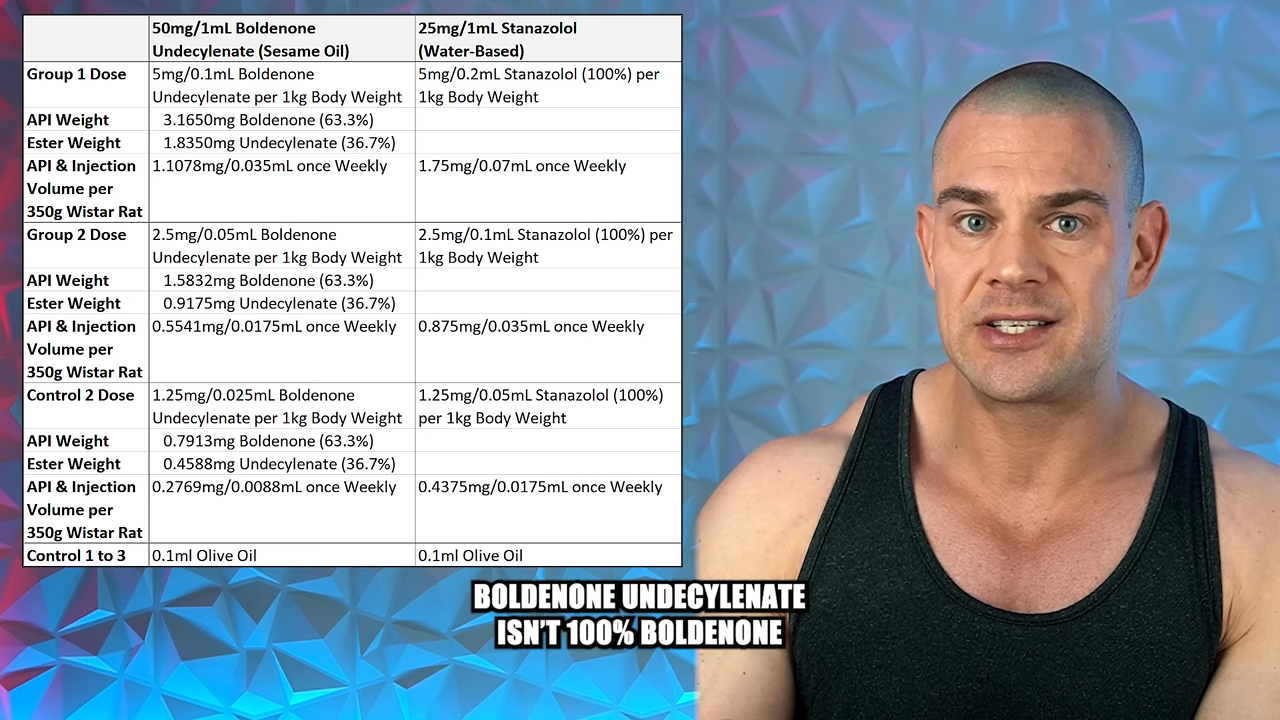 50mg/1mL Boldenone
Undecylenate (Sesame Oil)
25mg/1mL Stanazolol
(Water-Based)
Group 1 Dose
5mg/0.1mL Boldenone
Undecylenate per 1kg Body Weight
5mg/0.2mL Stanazolol (100%) per
1kg Body Weight
API Weight
3.1650mg Boldenone (63.3%)
Ester Weight
1.8350mg Undecylenate (36.7%)
API & Injection
Volume per
350g Wistar Rat
1.1078mg/0.035mL once Weekly
1.75mg/0.07mL once Weekly
Group 2 Dose
2.5mg/0.05mL Boldenone
Undecylenate per 1kg Body Weight
2.5mg/0.1mL Stanazolol (100%) per
1kg Body Weight
API Weight
1.5832mg Boldenone (63.3%)
Ester Weight
0.9175mg Undecylenate (36.7%)
API & Injection
Volume per
350g Wistar Rat
0.5541mg/0.0175mL once Weekly
0.875mg/0.035mL once Weekly
Control 2 Dose
1.25mg/0.025mL Boldenone
Undecylenate per 1kg Body Weight
1.25mg/0.05mL Stanazolol (100%)
per 1kg Body Weight
API Weight
0.7913mg Boldenone (63.3%)
Ester Weight
0.4588mg Undecylenate (36.7%)
API & Injection
Volume per
350g Wistar Rat
0.2769mg/0.0088mL once Weekly
0.4375mg/0.0175mL once Weekly
Control 1 to 3
0.1ml Olive Oil
0.1ml Olive Oil
BOLDENONE UNDECYLENATE
ISN'T 100% BOLDENONE